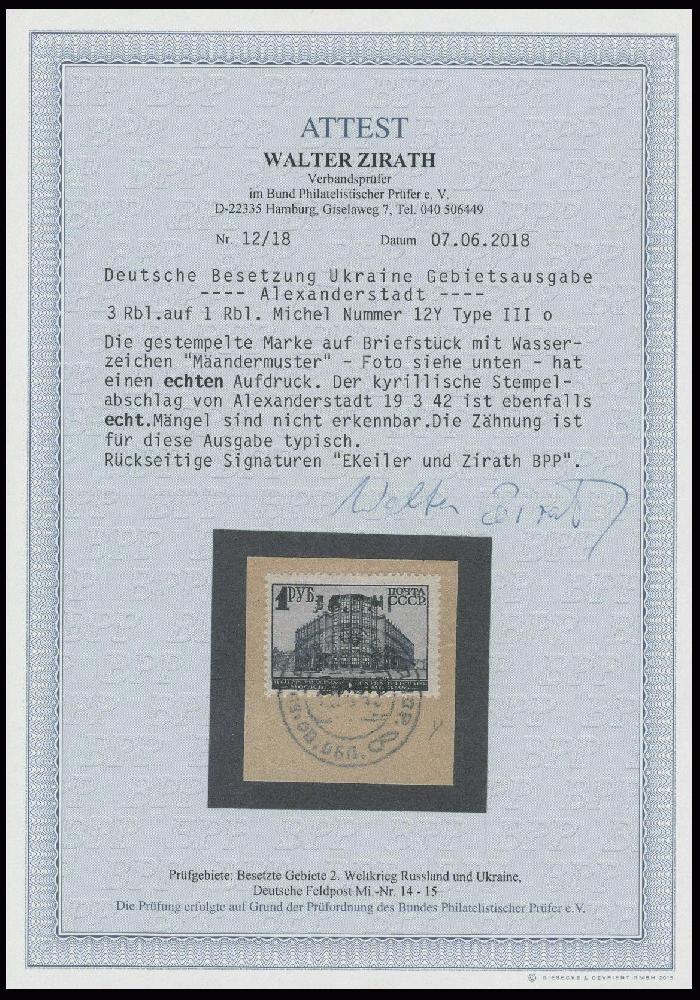 ATTEST
WALTER ZIRATH
Verbandsprüfer
im Bund Philatelistischer Prüfer e. V.
D-22335 Hamburg, Giselaweg 7, Tel. 040 506449
Nr. 12/18 Datum 07.06.2018
Deutsche Besetzung Ukraine Gebietsausgabe
---- Alexanderstadt ----
3 Rbl.auf 1 Rbl. Michel Nummer 12Y Type III o
Die gestempelte Marke auf Briefstück mit Wasser-
zeichen "Mäandermuster" - Foto siehe unten - hat
einen echten Aufdruck. Der kyrillische Stempel-
abschlag von Alexanderstadt 19 3 42 ist ebenfalls
echt.Mängel sind nicht erkennbar.Die Zähnung ist
für diese Ausgabe typisch.
Rückseitige Signaturen "EKeiler und Zirath BPP".
Walter Zirath
1 РУБ. ПОЧТА
СССР
Prüfgebiete: Besetzte Gebiete 2. Weltkrieg Russland und Ukraine,
Deutsche Feldpost Mi.-Nr. 14 - 15
Die Prüfung erfolgte auf Grund der Prüfordnung des Bundes Philatelistischer Prüfer e.V.
© GIESECKE & DEVRIENT GMBH 2015